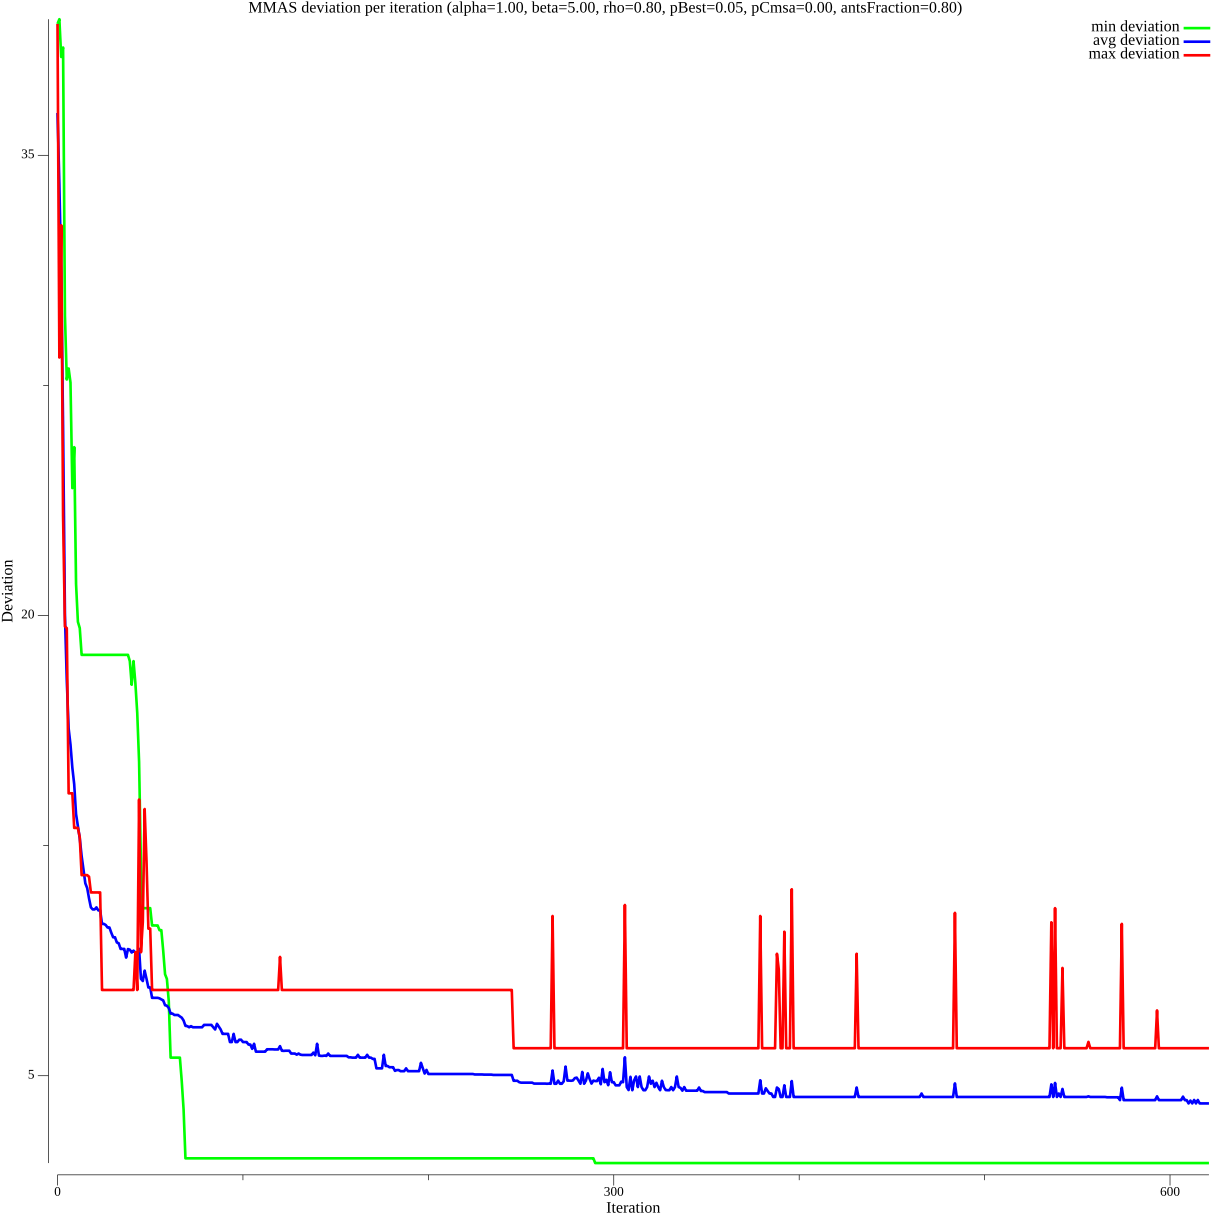 MMAS deviation per iteration (alpha=1.00, beta=5.00, rho=0.80, pBest=0.05, pCmsa=0.00, antsFraction=0.80)
min deviation
avg deviation
max deviation
35
20
5
Deviation
0
300
600
Iteration